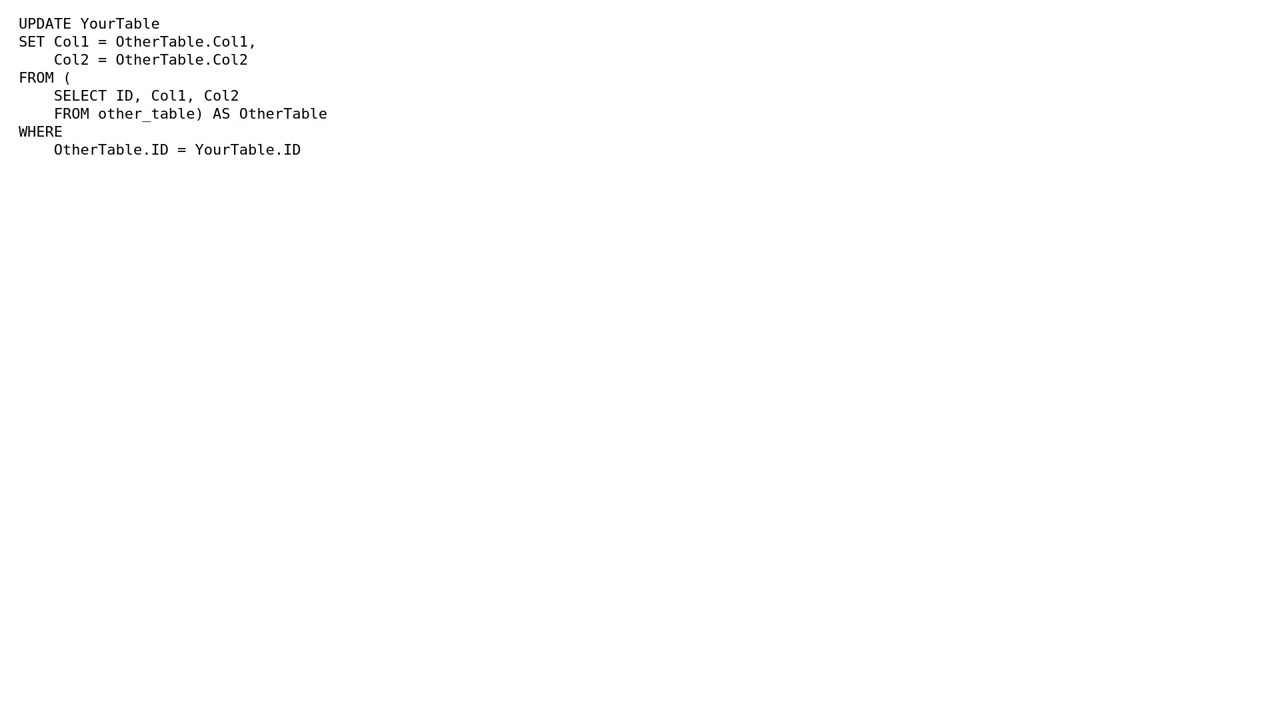 UPDATE YourTable
SET Col1 = OtherTable.Col1,
    Col2 = OtherTable.Col2
FROM (
    SELECT ID, Col1, Col2
    FROM other_table) AS OtherTable
WHERE
    OtherTable.ID = YourTable.ID